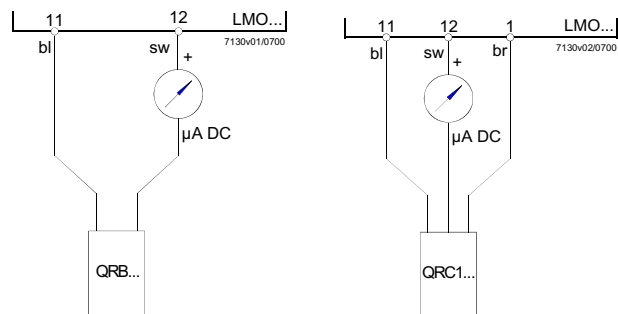 11 12 LMO...
7130v01/0700
bl sw
+
µA DC
QRB...
11 12 1 LMO...
7130v02/0700
bl sw br
+
µA DC
QRC1...